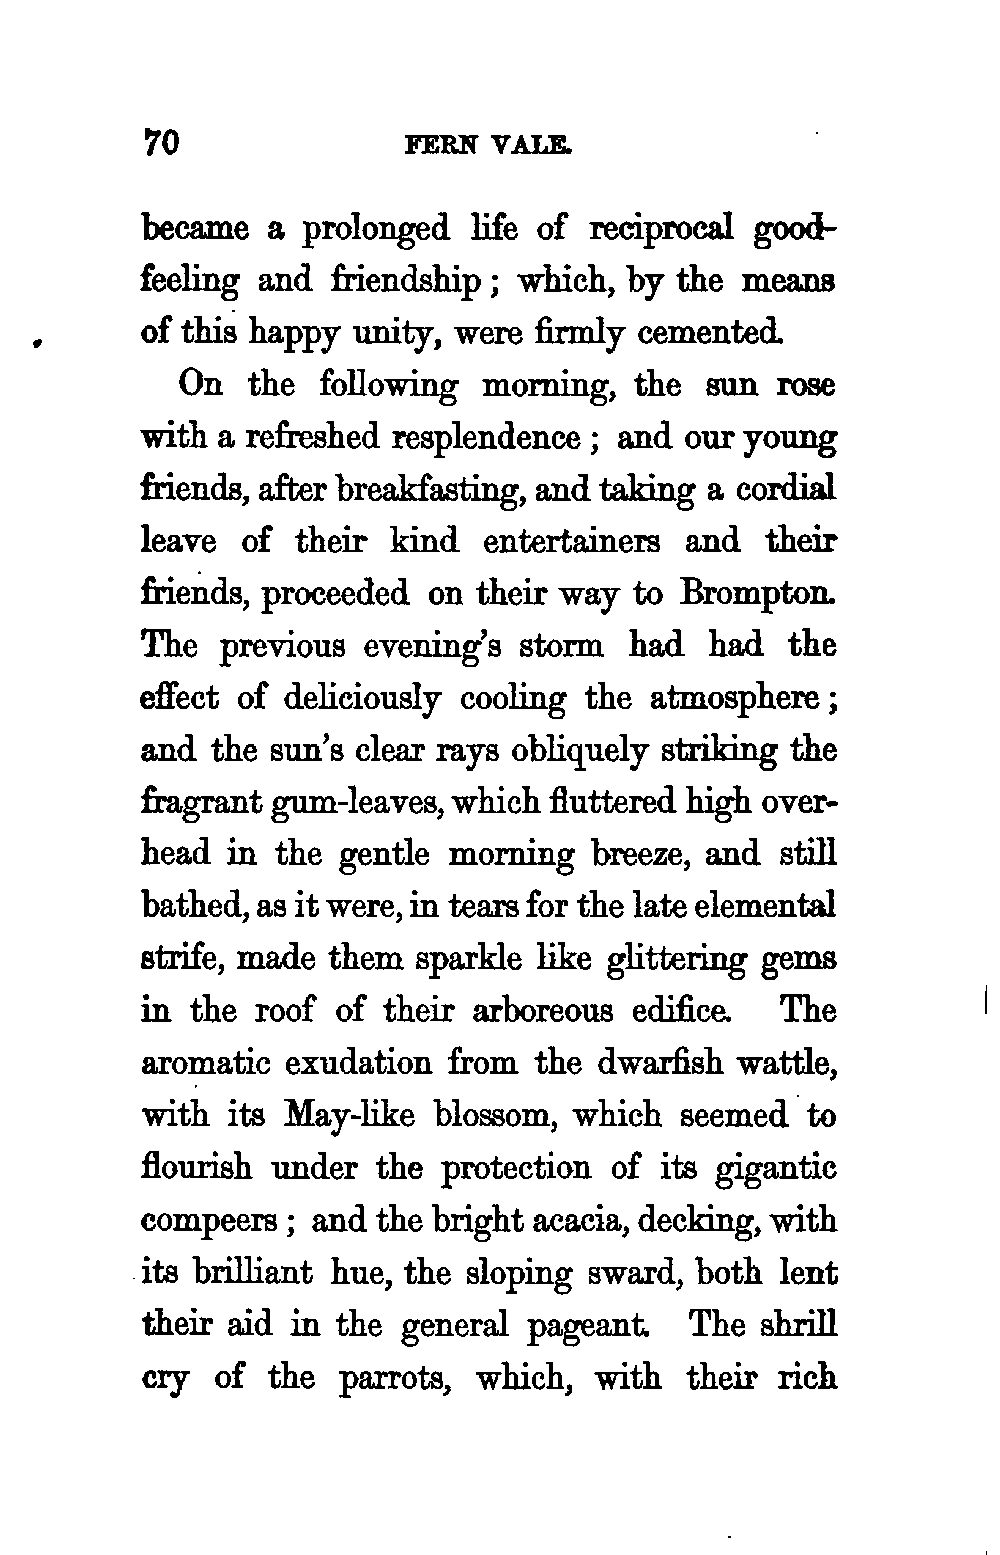 70 FERN VALE.
became a prolonged life of reciprocal good-
feeling and friendship; which, by the means
of this happy unity, were firmly cemented.
On the following morning, the sun rose
with a refreshed resplendence; and our young
friends, after breakfasting, and taking a cordial
leave of their kind entertainers and their
friends, proceeded on their way to Brompton.
The previous evening's storm had had the
effect of deliciously cooling the atmosphere;
and the sun's clear rays obliquely striking the
fragrant gum-leaves, which fluttered high over-
head in the gentle morning breeze, and still
bathed, as it were, in tears for the late elemental
strife, made them sparkle like glittering gems
in the roof of their arboreous edifice. The
aromatic exudation from the dwarfish wattle,
with its May-like blossom, which seemed to
flourish under the protection of its gigantic
compeers; and the bright acacia, decking, with
its brilliant hue, the sloping sward, both lent
their aid in the general pageant. The shrill
cry of the parrots, which, with their rich